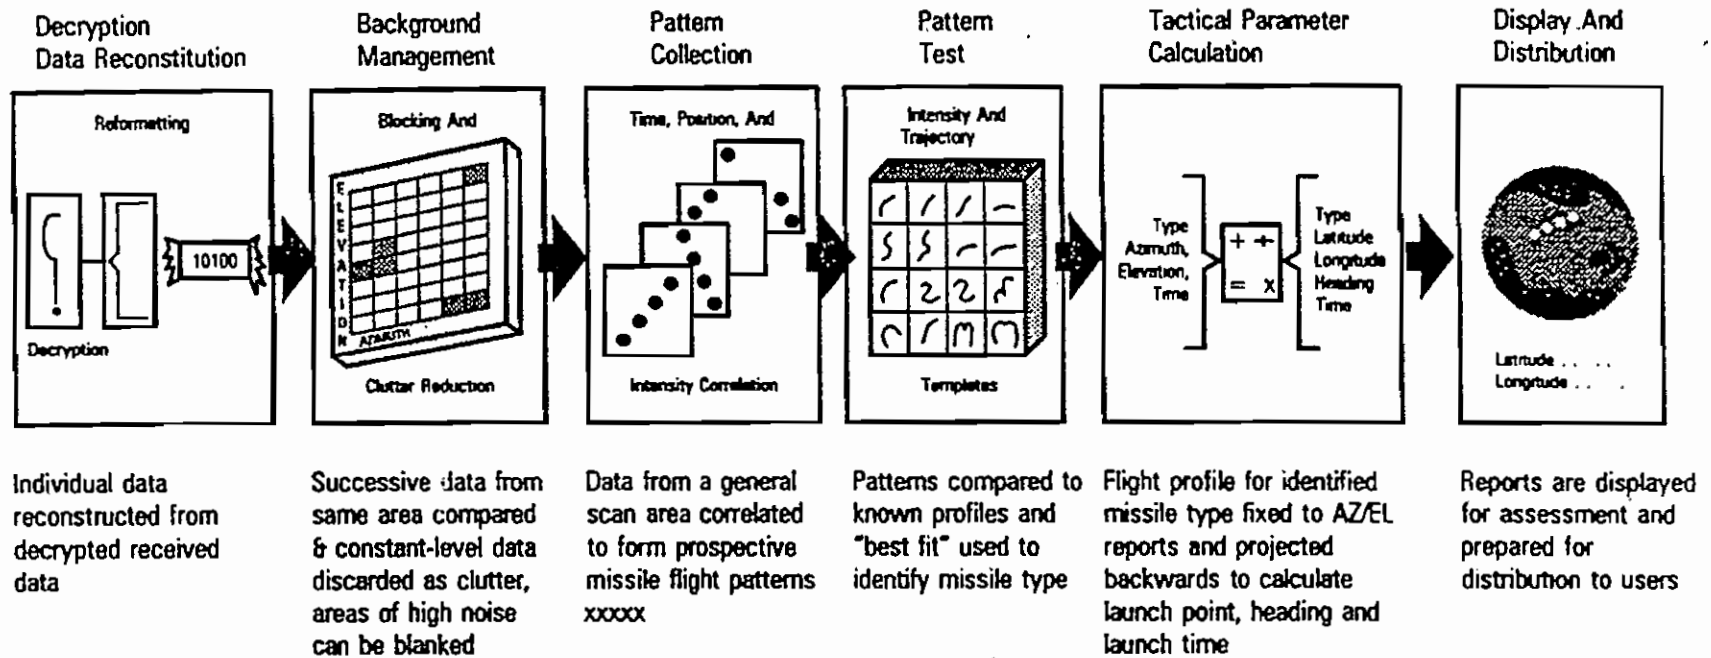 Decryption
Data Reconstitution
Background
Management
Pattern
Collection
Pattern
Test
Tactical Parameter
Calculation
Display And
Distribution
Reformatting
10100
Decryption
Blocking And
ELEVATION
AZIMUTH
Clutter Reduction
Time, Position, And
Intensity Correlation
Intensity And
Trajectory
Templates
Type
Azimuth,
Elevation,
Time
+ ÷
= x
Type
Latitude
Longitude
Heading
Time
Latitude . . . .
Longitude . . .
Individual data
reconstructed from
decrypted received
data
Successive data from
same area compared
& constant-level data
discarded as clutter,
areas of high noise
can be blanked
Data from a general
scan area correlated
to form prospective
missile flight patterns
xxxxx
Patterns compared to
known profiles and
"best fit" used to
identify missile type
Flight profile for identified
missile type fixed to AZ/EL
reports and projected
backwards to calculate
launch point, heading and
launch time
Reports are displayed
for assessment and
prepared for
distribution to users